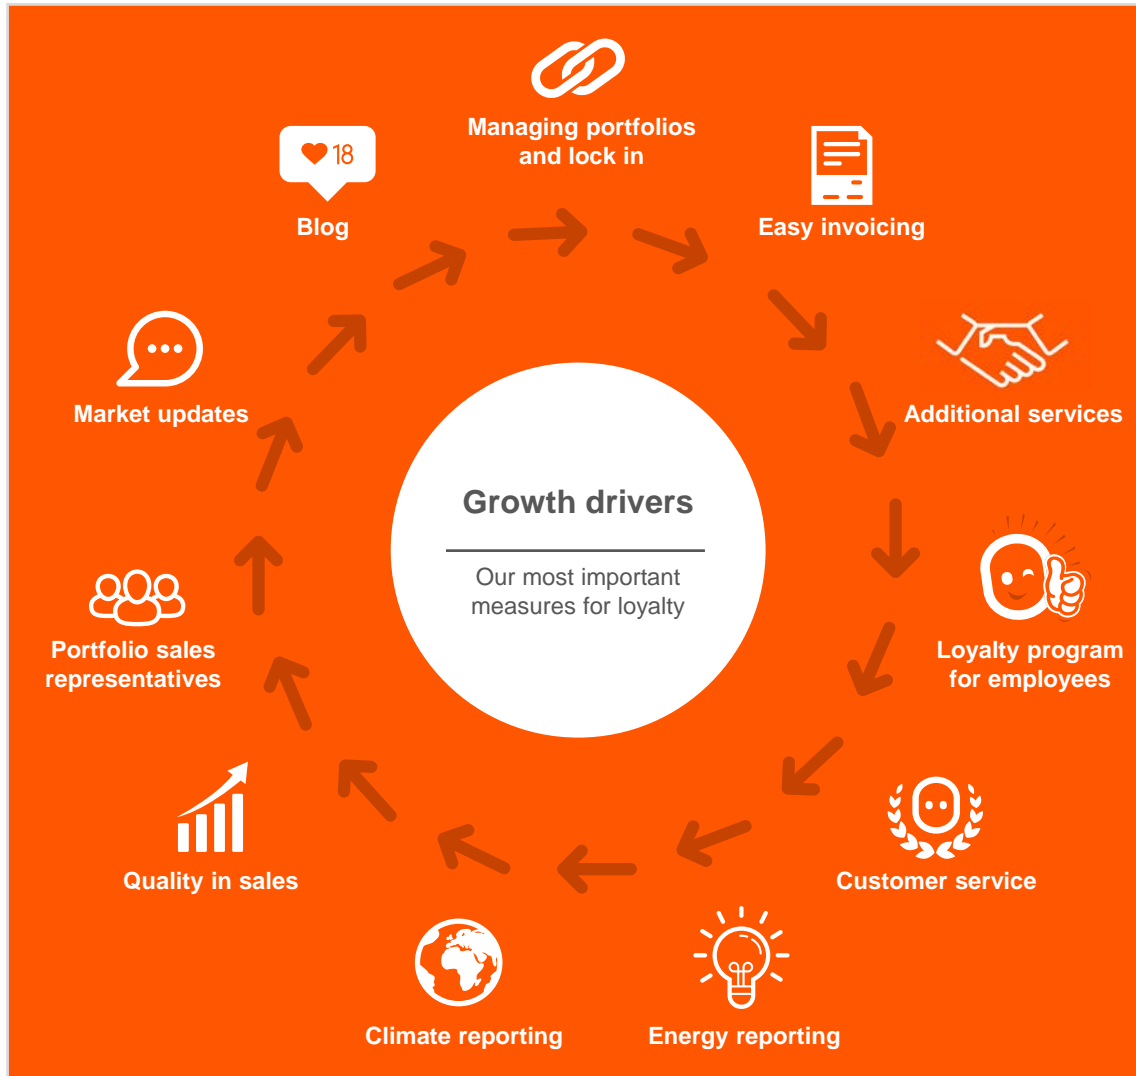 Managing portfolios
and lock in
18
Blog
Easy invoicing
Market updates
Additional services
Growth drivers
Our most important
measures for loyalty
Portfolio sales
representatives
Loyalty program
for employees
Quality in sales
Customer service
Climate reporting
Energy reporting